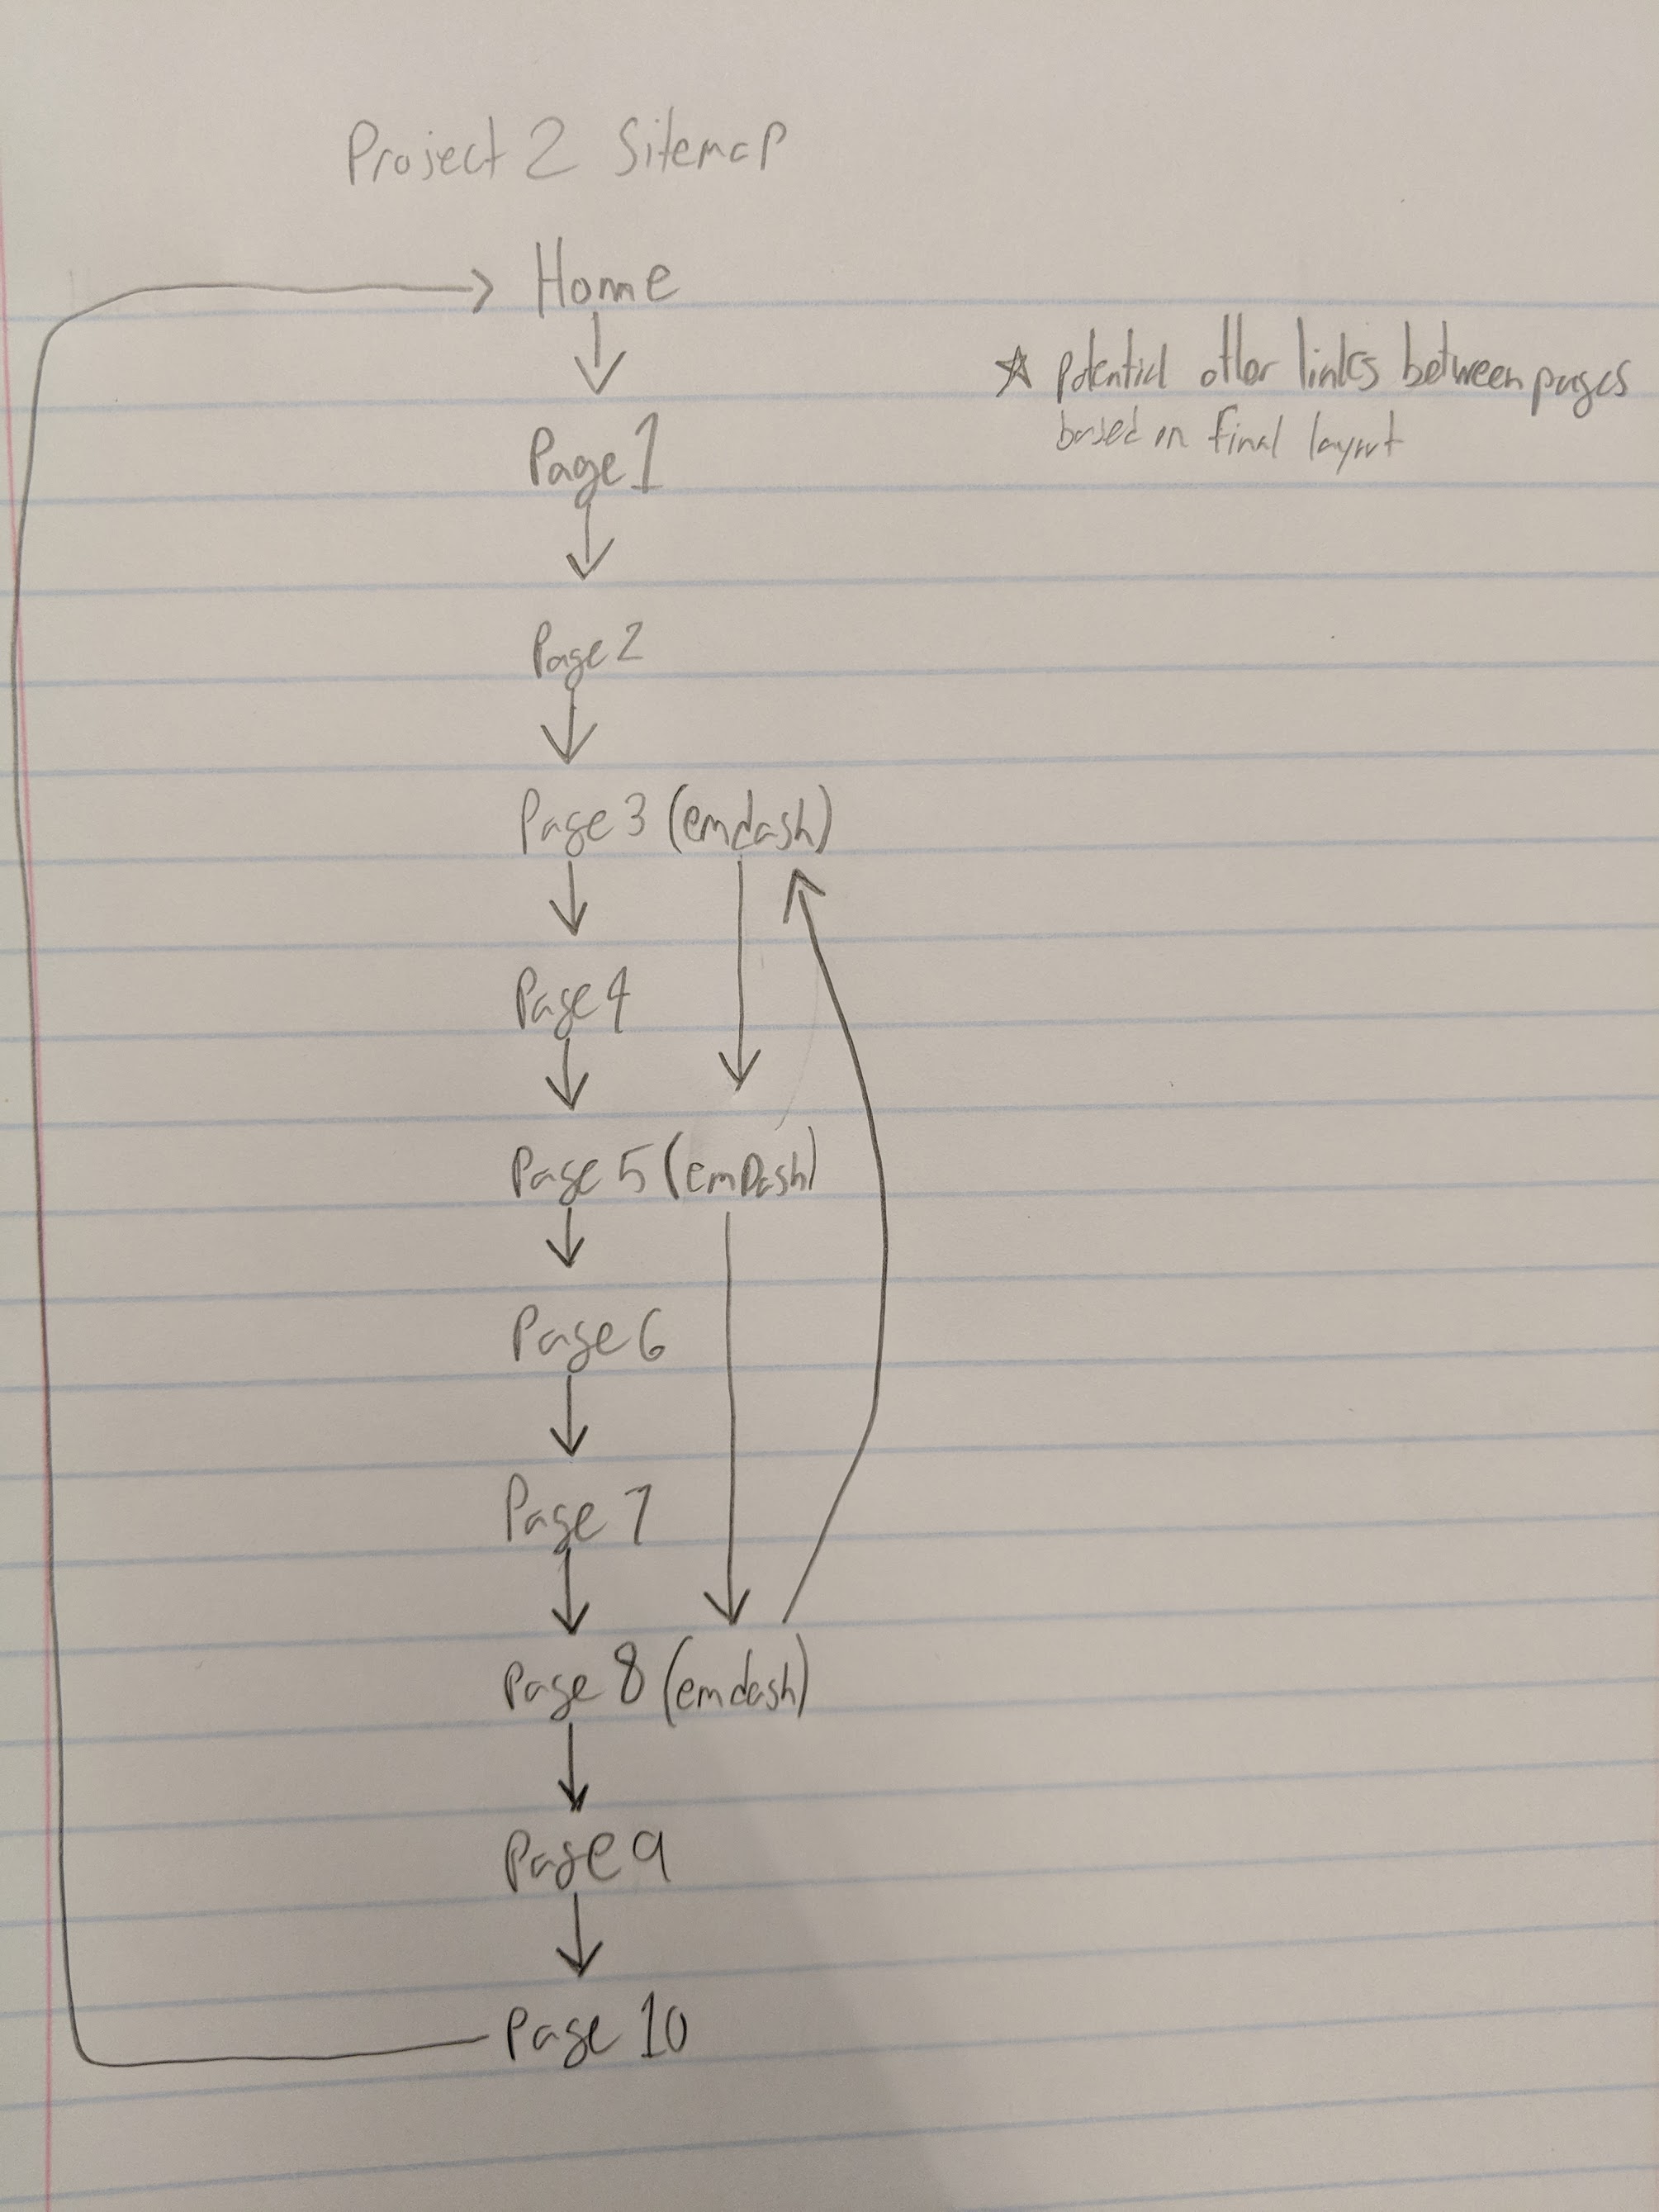 Project 2 Sitemap
Home
☆ potential other links between pages
based on final layout
Page 1
Page 2
Page 3 (emdash)
Page 4
Page 5 (emDash)
Page 6
Page 7
Page 8 (emdash)
Page 9
Page 10